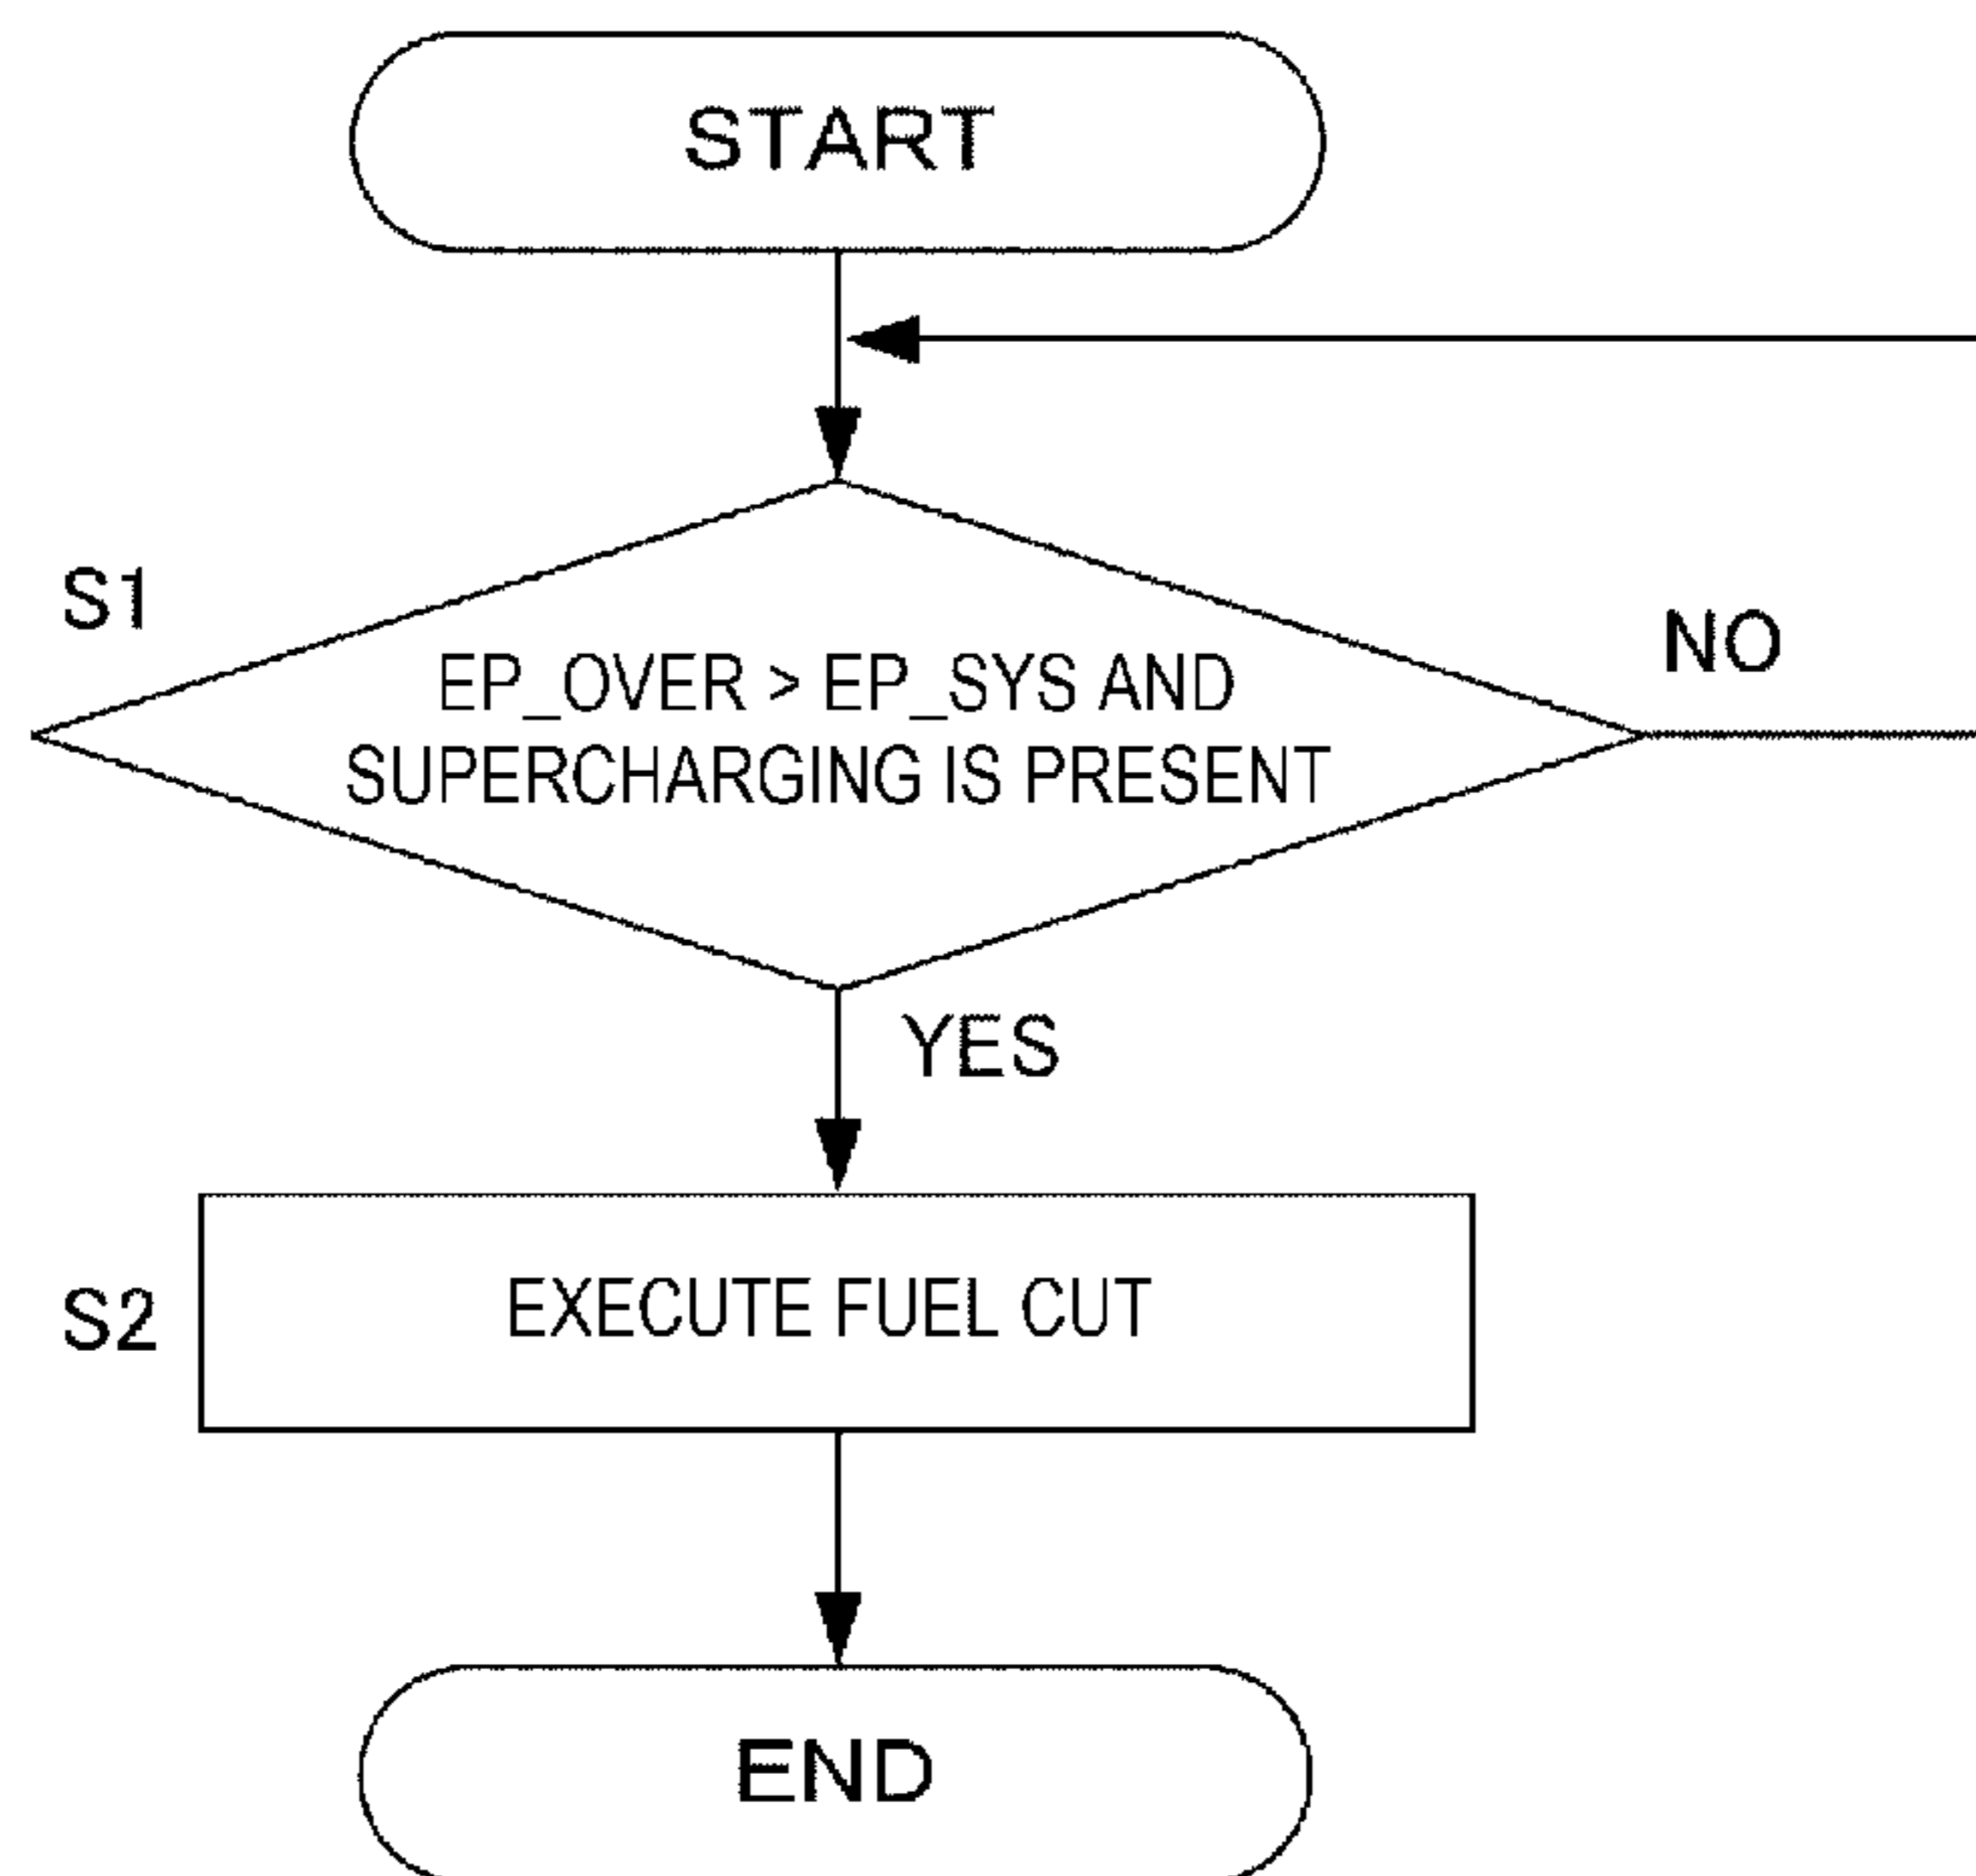 START
S1
EP_OVER > EP_SYS AND
SUPERCHARGING IS PRESENT
NO
YES
S2
EXECUTE FUEL CUT
END